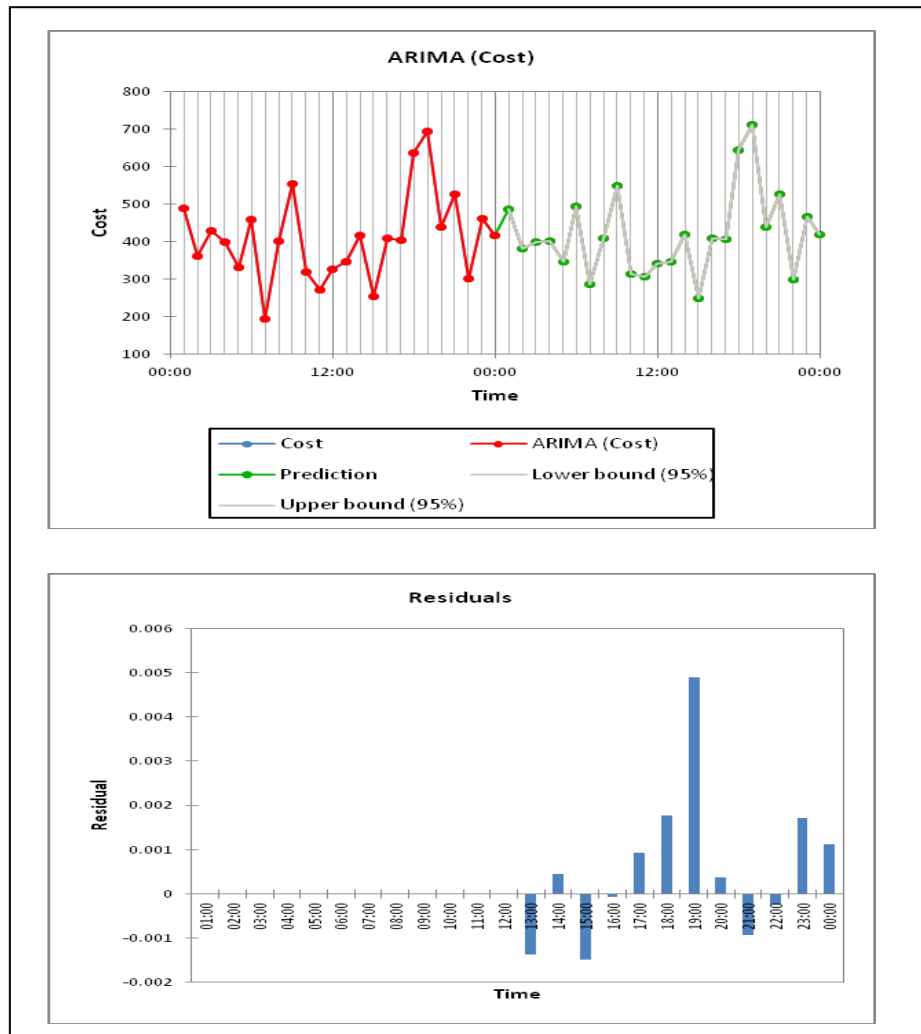 ARIMA (Cost)
800
700
600
500
400
300
200
100
Cost
00:00 12:00 00:00 12:00 00:00
Time
Cost ARIMA (Cost)
Prediction Lower bound (95%)
Upper bound (95%)
Residuals
0.006
0.005
0.004
0.003
0.002
0.001
0
-0.001
-0.002
Residual
01:00 02:00 03:00 04:00 05:00 06:00 07:00 08:00 09:00 10:00 11:00 12:00 13:00 14:00 15:00 16:00 17:00 18:00 19:00 20:00 21:00 22:00 23:00 00:00
Time